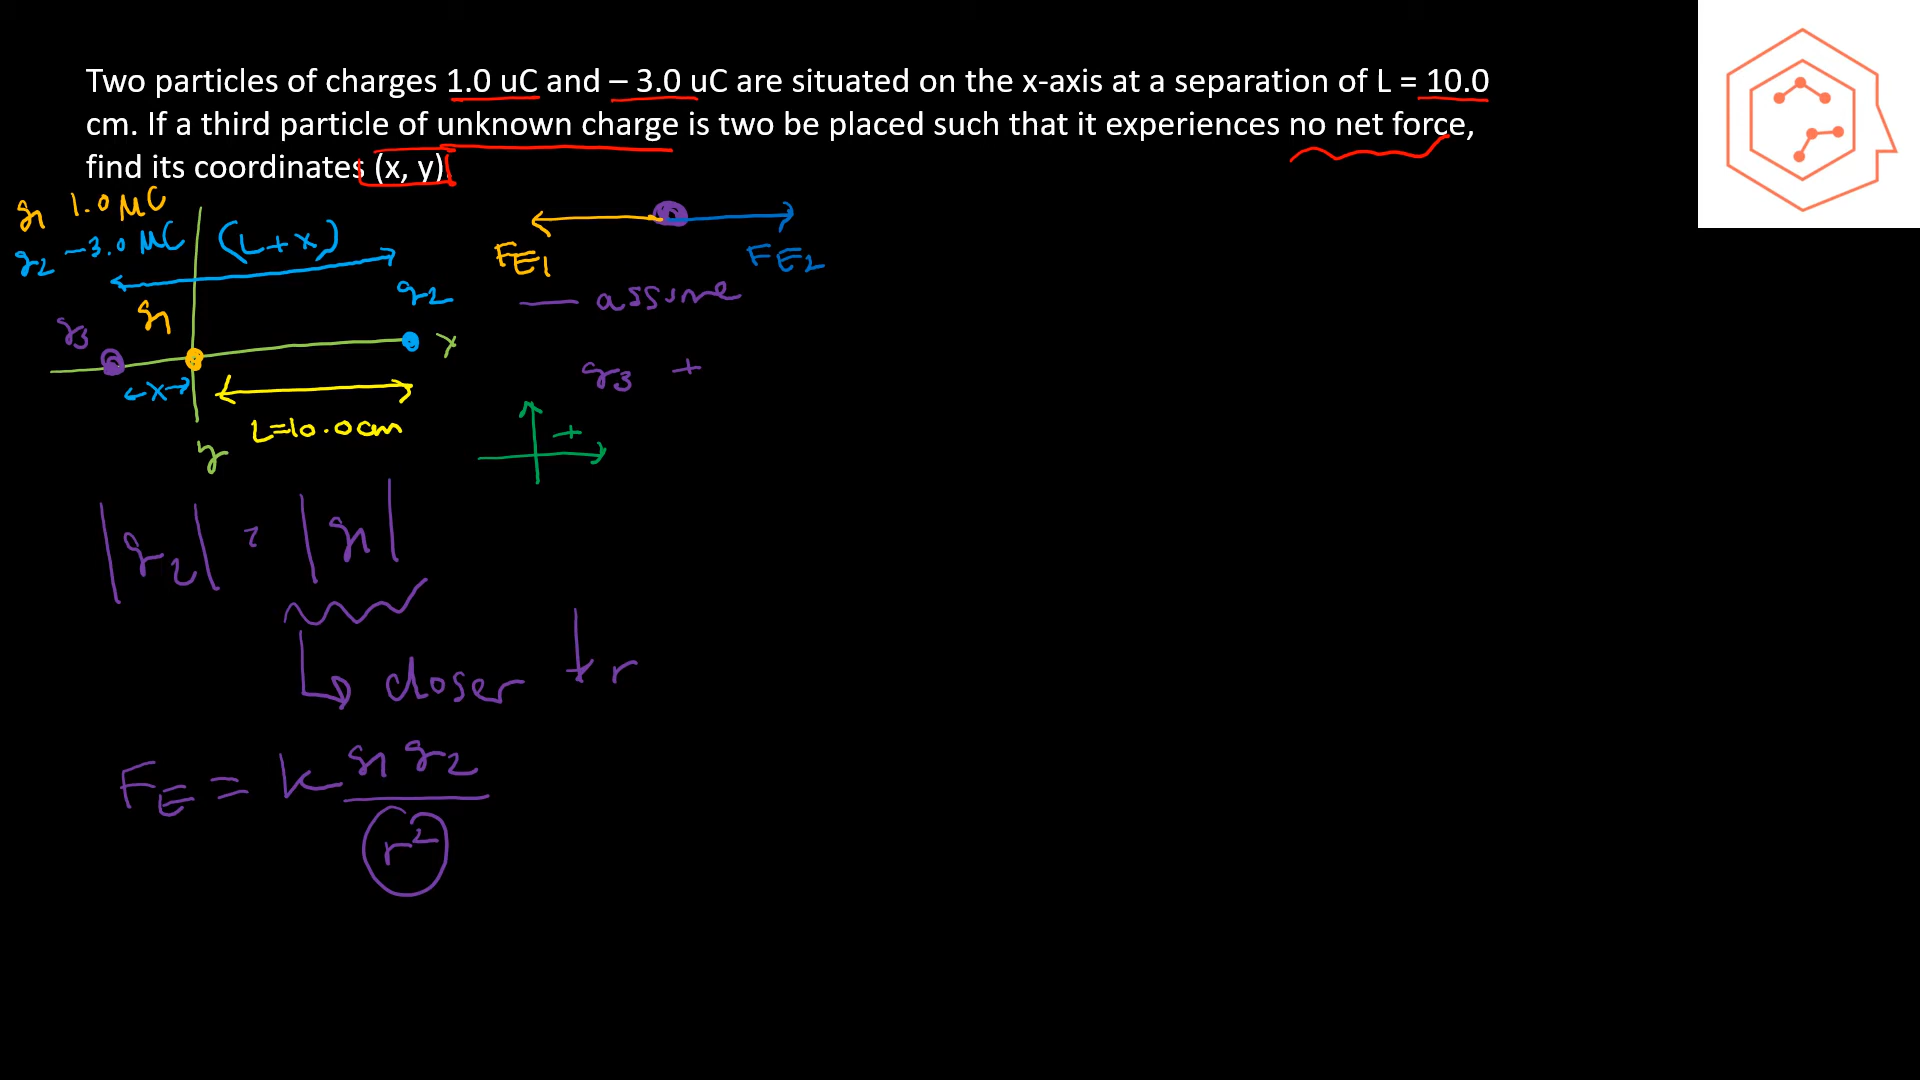 Two particles of charges 1.0 uC and – 3.0 uC are situated on the x-axis at a separation of L = 10.0
cm. If a third particle of unknown charge is two be placed such that it experiences no net force,
find its coordinates (x, y)
q1 1.0 μC
q2 –3.0 μC
(L+x)
FE1
FE2
q2
assume
q1
q3
x
q3 +
x
L=10.0cm
+
y
|q2| > |q1|
closer ↓r
FE = k q1 q2
r²